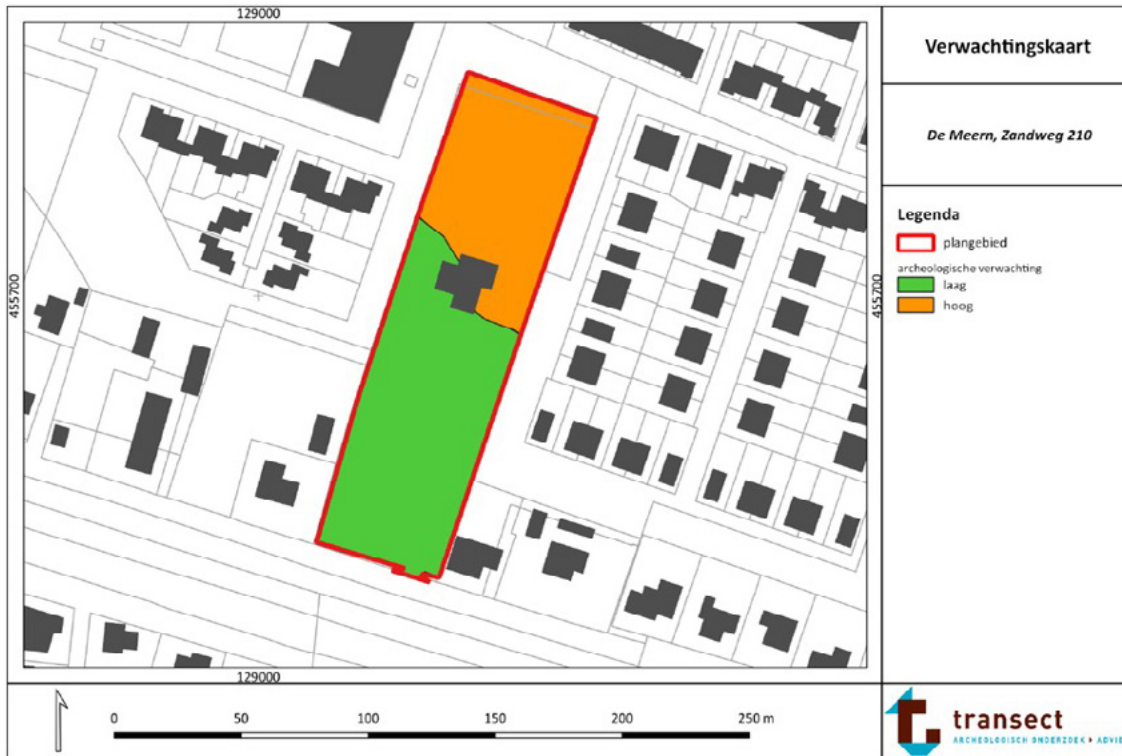 129000
455700
455700
129000
0 50 100 150 200 250 m
Verwachtingskaart
De Meern, Zandweg 210
Legenda
plangebied
archeologische verwachting
laag
hoog
transect
ARCHEOLOGISCH ONDERZOEK & ADVIE